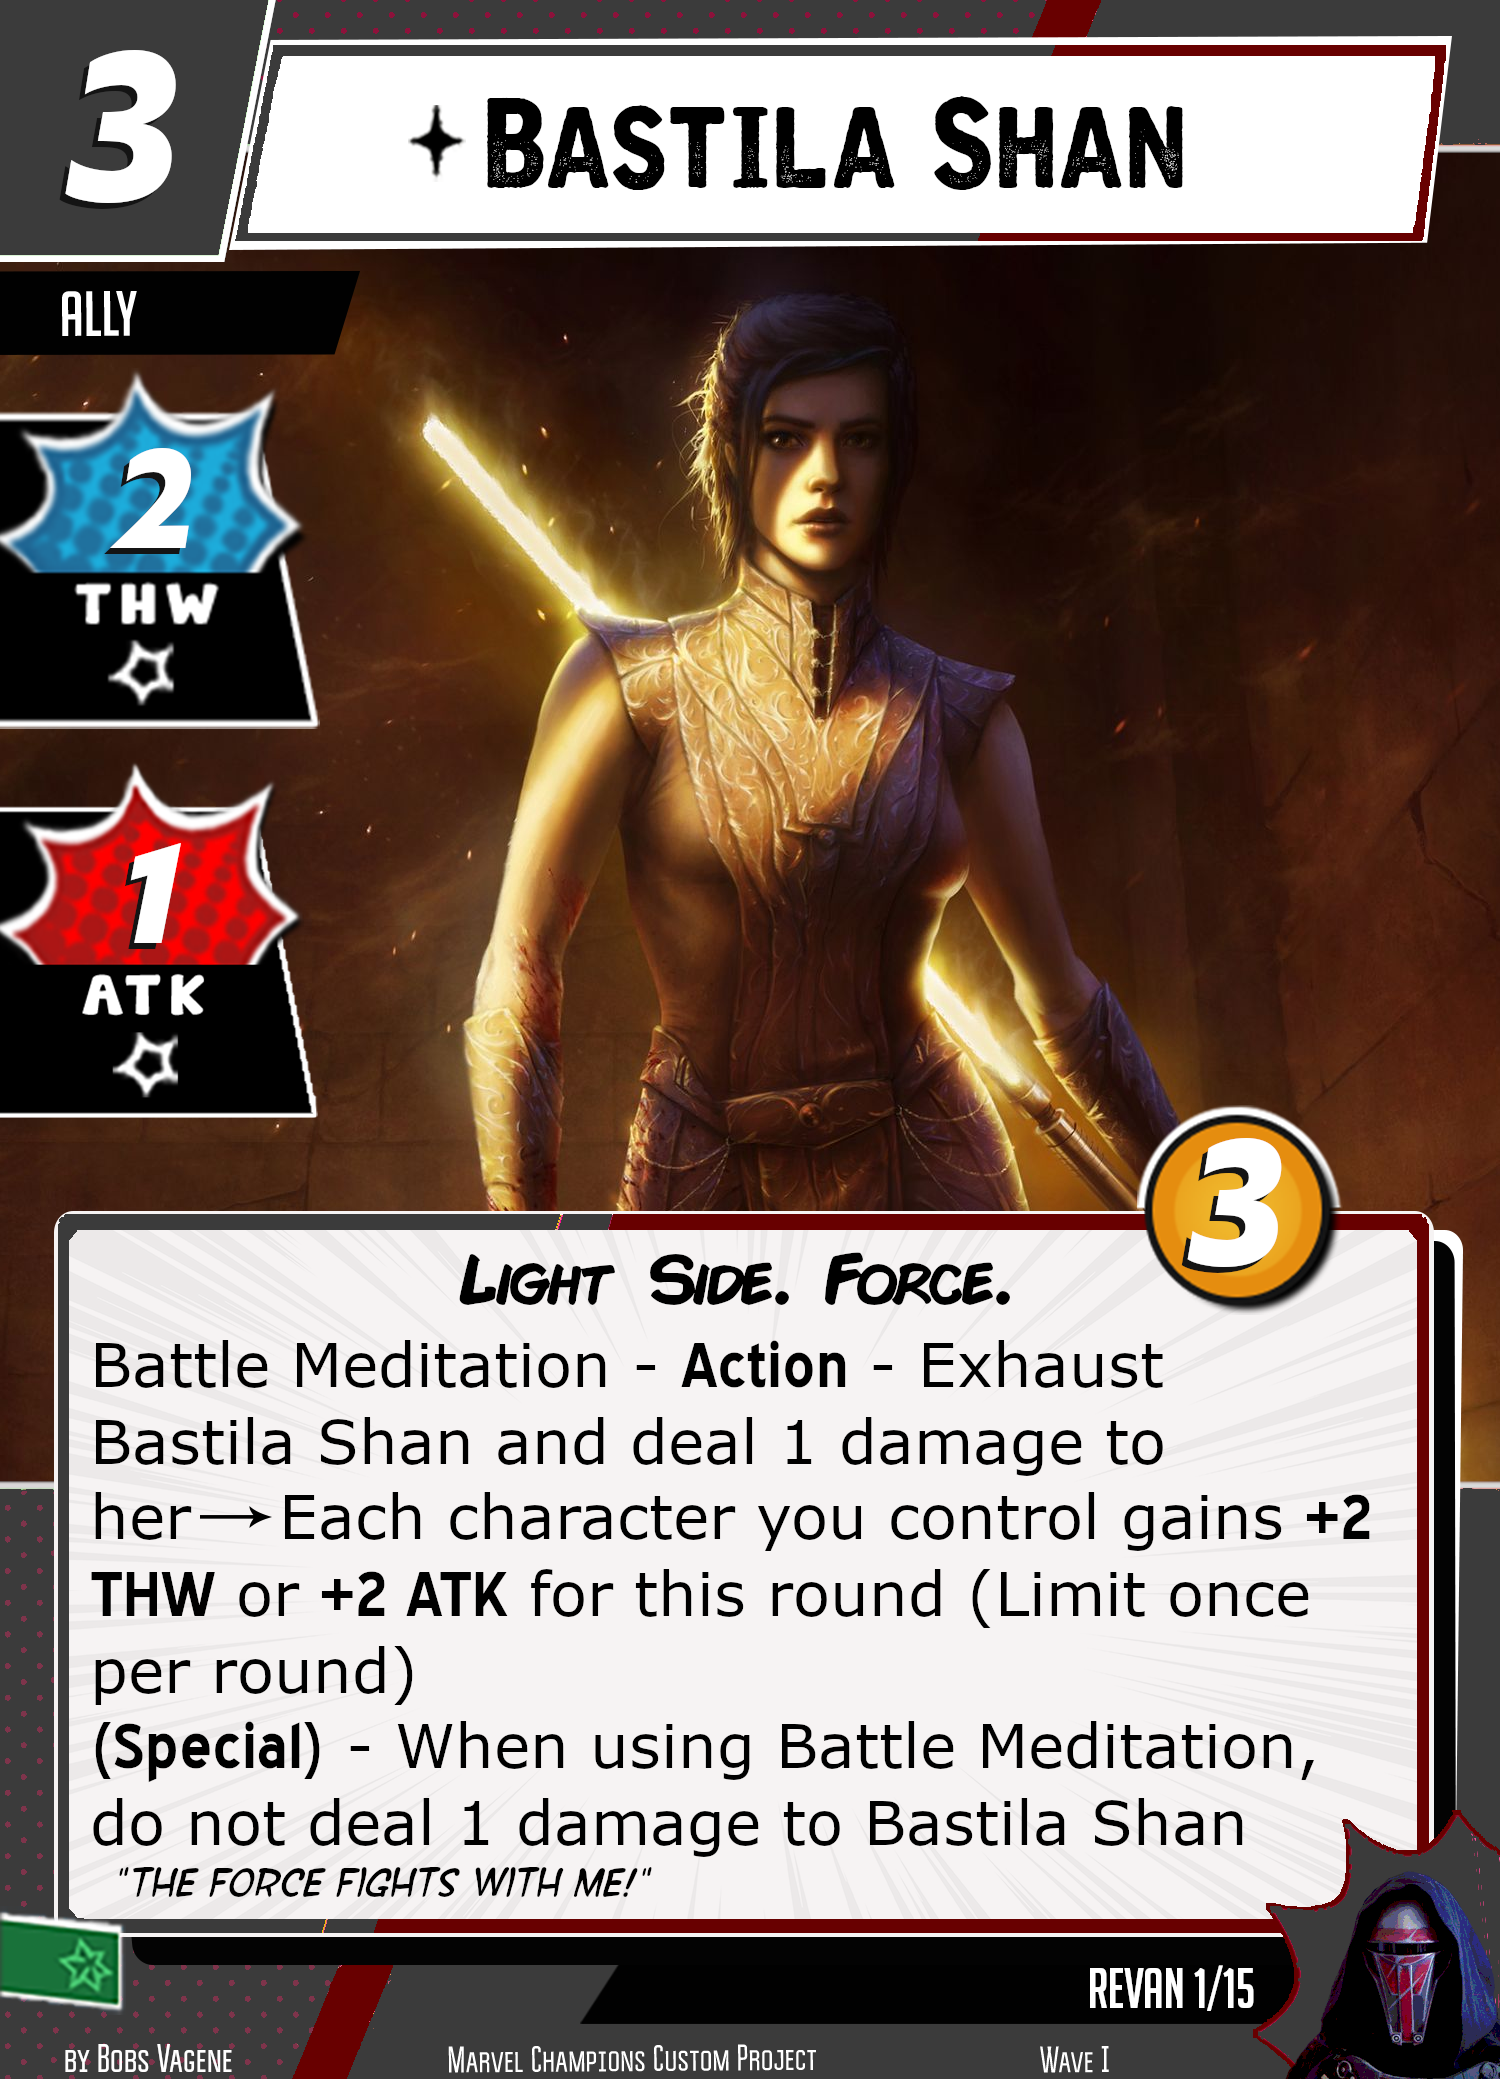 3
BASTILA SHAN
ALLY
2
THW
1
ATK
3
LIGHT SIDE. FORCE.
Battle Meditation - Action - Exhaust
Bastila Shan and deal 1 damage to
her→Each character you control gains +2
THW or +2 ATK for this round (Limit once
per round)
(Special) - When using Battle Meditation,
do not deal 1 damage to Bastila Shan
"THE FORCE FIGHTS WITH ME!"
REVAN 1/15
BY BOBS VAGENE
MARVEL CHAMPIONS CUSTOM PROJECT
WAVE I